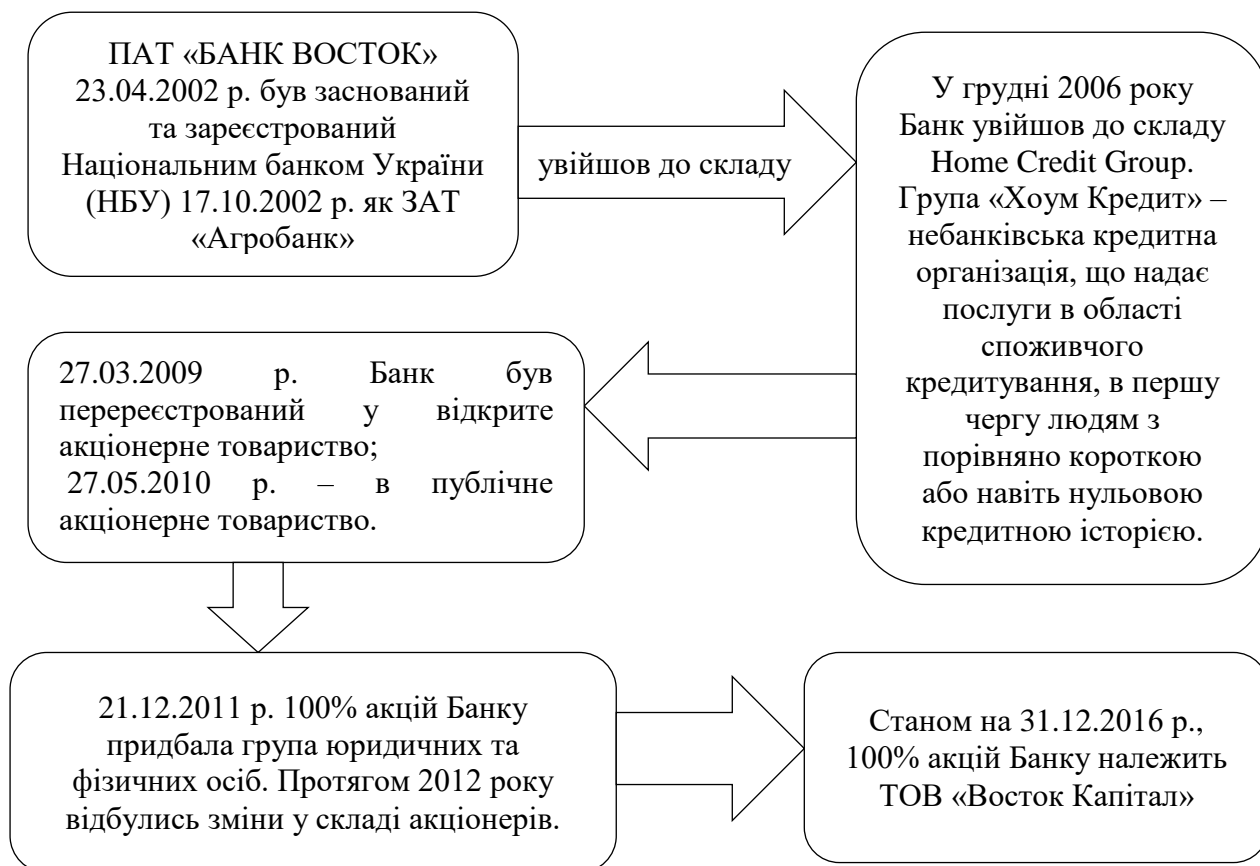 ПАТ «БАНК ВОСТОК»
23.04.2002 р. був заснований
та зареєстрований
Національним банком України
(НБУ) 17.10.2002 р. як ЗАТ
«Агробанк»
увійшов до складу
У грудні 2006 року
Банк увійшов до складу
Home Credit Group.
Група «Хоум Кредит» –
небанківська кредитна
організація, що надає
послуги в області
споживчого
кредитування, в першу
чергу людям з
порівняно короткою
або навіть нульовою
кредитною історією.
27.03.2009 р. Банк був
перереєстрований у відкрите
акціонерне товариство;
27.05.2010 р. – в публічне
акціонерне товариство.
21.12.2011 р. 100% акцій Банку
придбала група юридичних та
фізичних осіб. Протягом 2012 року
відбулись зміни у складі акціонерів.
Станом на 31.12.2016 р.,
100% акцій Банку належить
ТОВ «Восток Капітал»